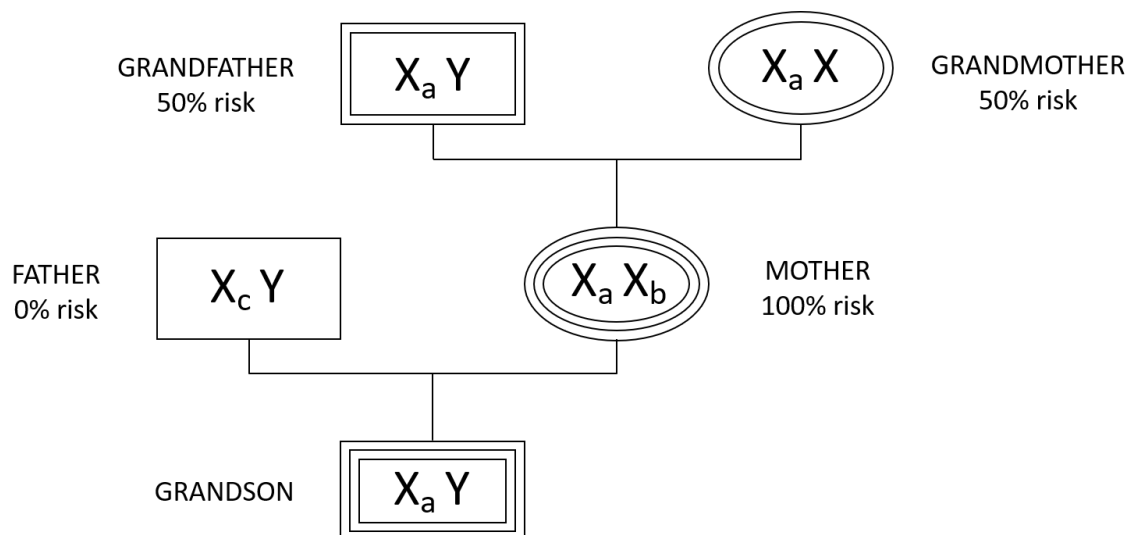 GRANDFATHER
50% risk
Xa Y
Xa X
GRANDMOTHER
50% risk
FATHER
0% risk
Xc Y
Xa Xb
MOTHER
100% risk
GRANDSON
Xa Y